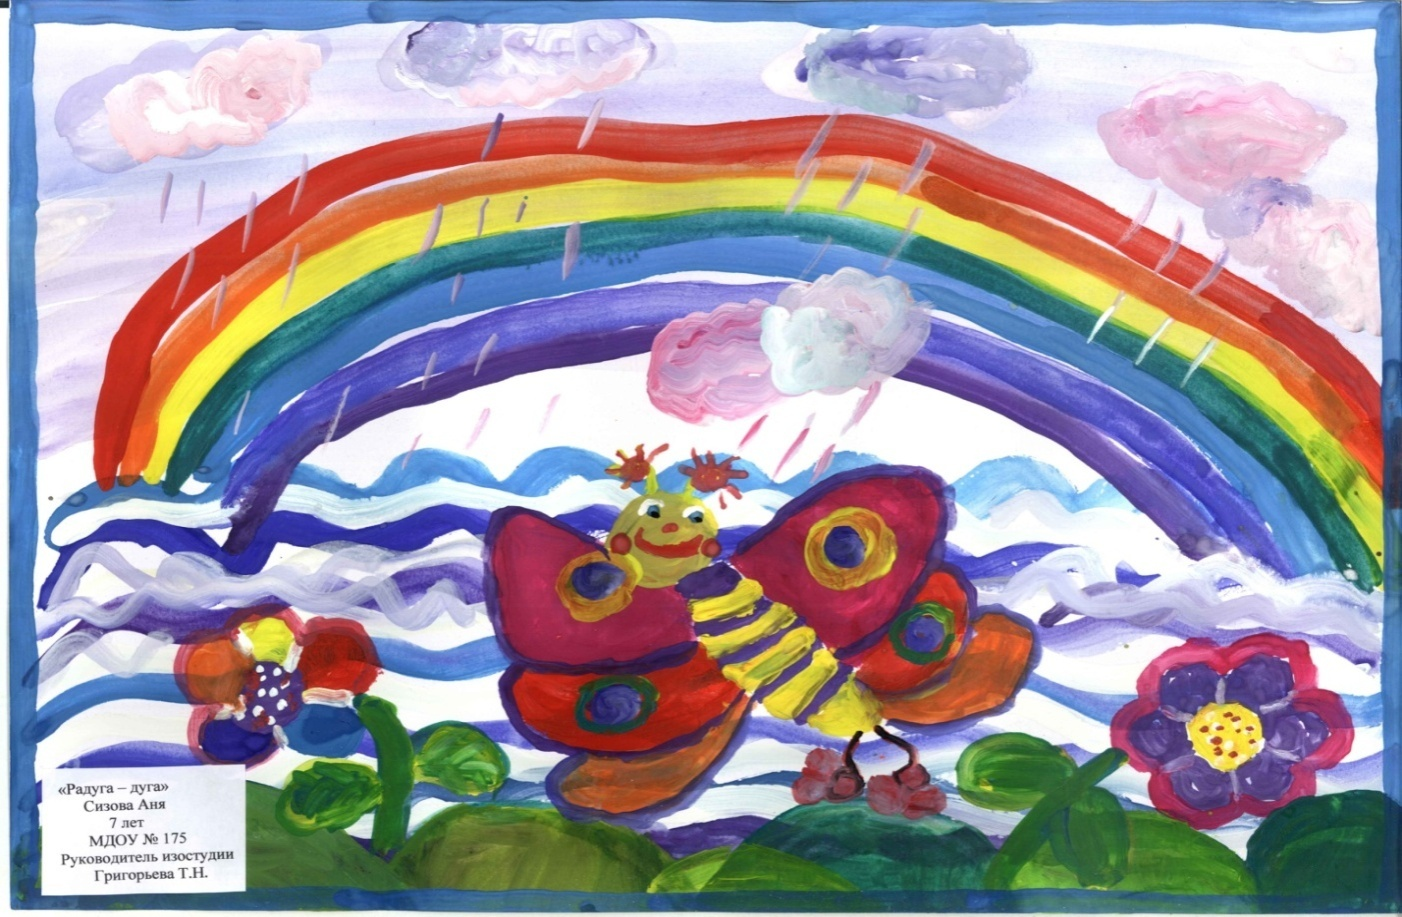 «Радуга – дуга»
Сизова Аня
7 лет
МДОУ № 175
Руководитель изостудии
Григорьева Т.Н.